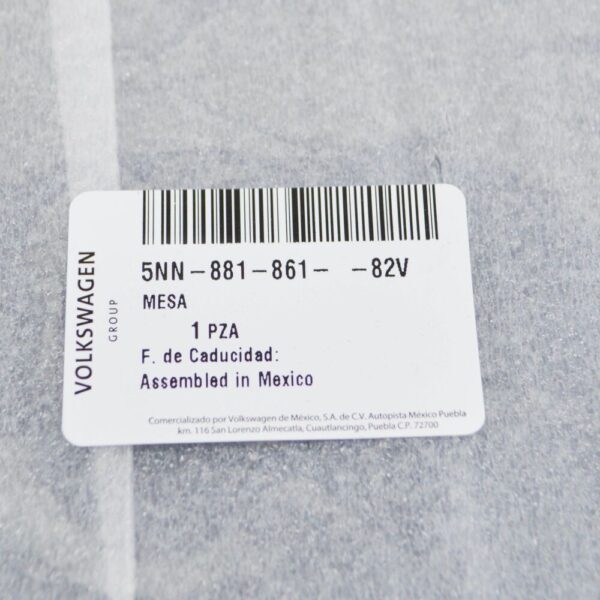 VOLKSWAGEN
GROUP
5NN-881-861- -82V
MESA
1 PZA
F. de Caducidad:
Assembled in Mexico
Comercializado por Volkswagen de México, S.A. de C.V. Autopista México Puebla
km. 116 San Lorenzo Almecatla, Cuautlancingo, Puebla C.P. 72700